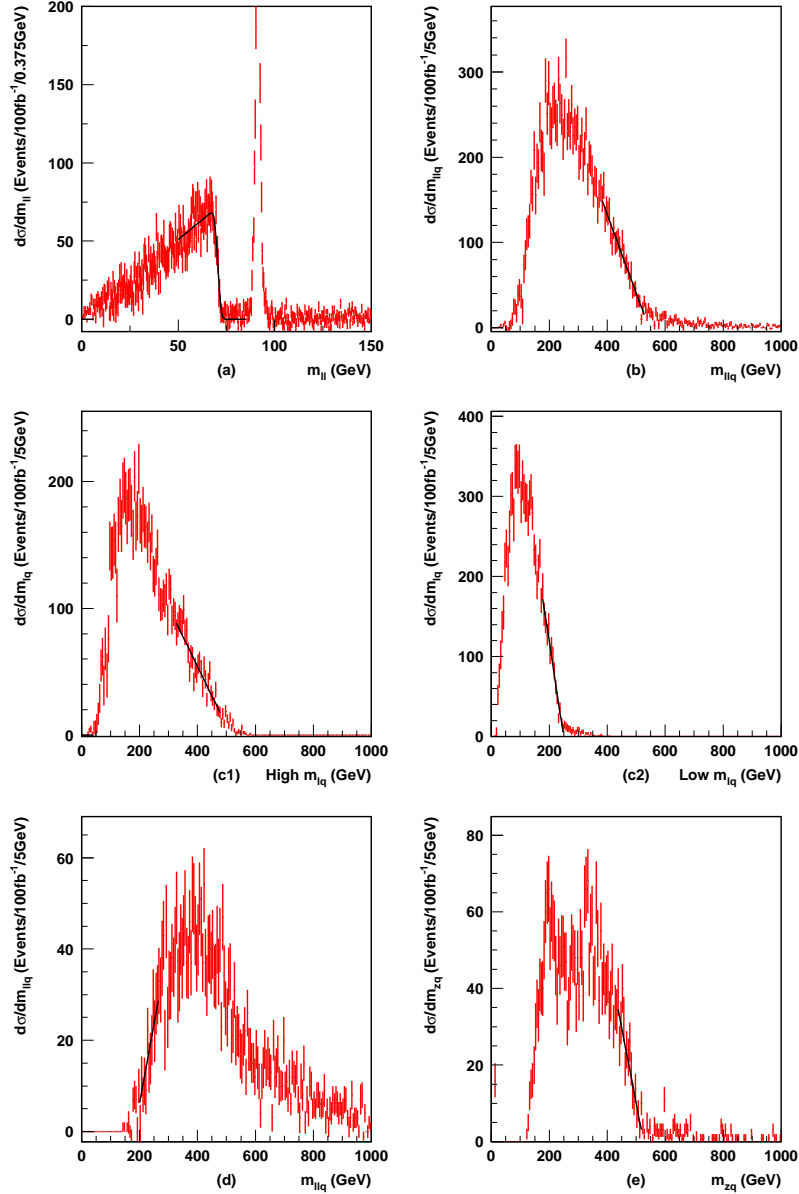 dσ/dm_ll (Events/100fb⁻¹/0.375GeV)
200
150
100
50
0
0 50 100 150
(a) m_ll (GeV)
dσ/dm_llq (Events/100fb⁻¹/5GeV)
300
200
100
0
0 200 400 600 800 1000
(b) m_llq (GeV)
dσ/dm_lq (Events/100fb⁻¹/5GeV)
200
100
0
0 200 400 600 800 1000
(c1) High m_lq (GeV)
dσ/dm_lq (Events/100fb⁻¹/5GeV)
400
300
200
100
0
0 200 400 600 800 1000
(c2) Low m_lq (GeV)
dσ/dm_llq (Events/100fb⁻¹/5GeV)
60
40
20
0
0 200 400 600 800 1000
(d) m_llq (GeV)
dσ/dm_zq (Events/100fb⁻¹/5GeV)
80
60
40
20
0
0 200 400 600 800 1000
(e) m_zq (GeV)